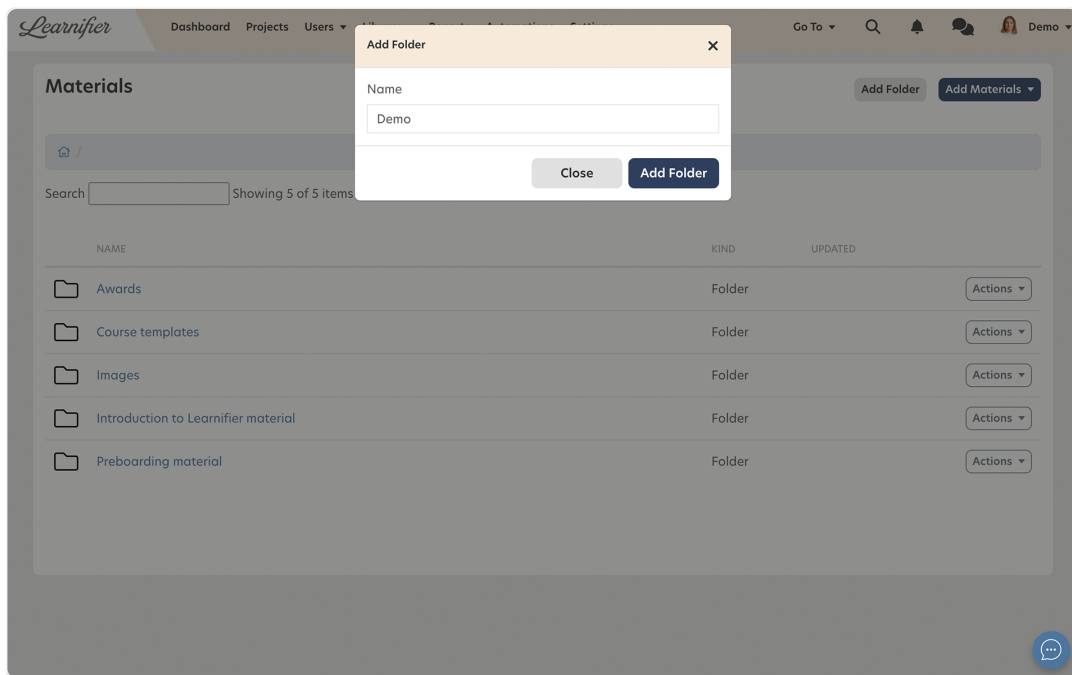 Learnifier Dashboard Projects Users Go To Demo
Add Folder
Materials
Add Folder Add Materials
Name
Demo
/
Close Add Folder
Search Showing 5 of 5 items
NAME KIND UPDATED
Awards Folder Actions
Course templates Folder Actions
Images Folder Actions
Introduction to Learnifier material Folder Actions
Preboarding material Folder Actions